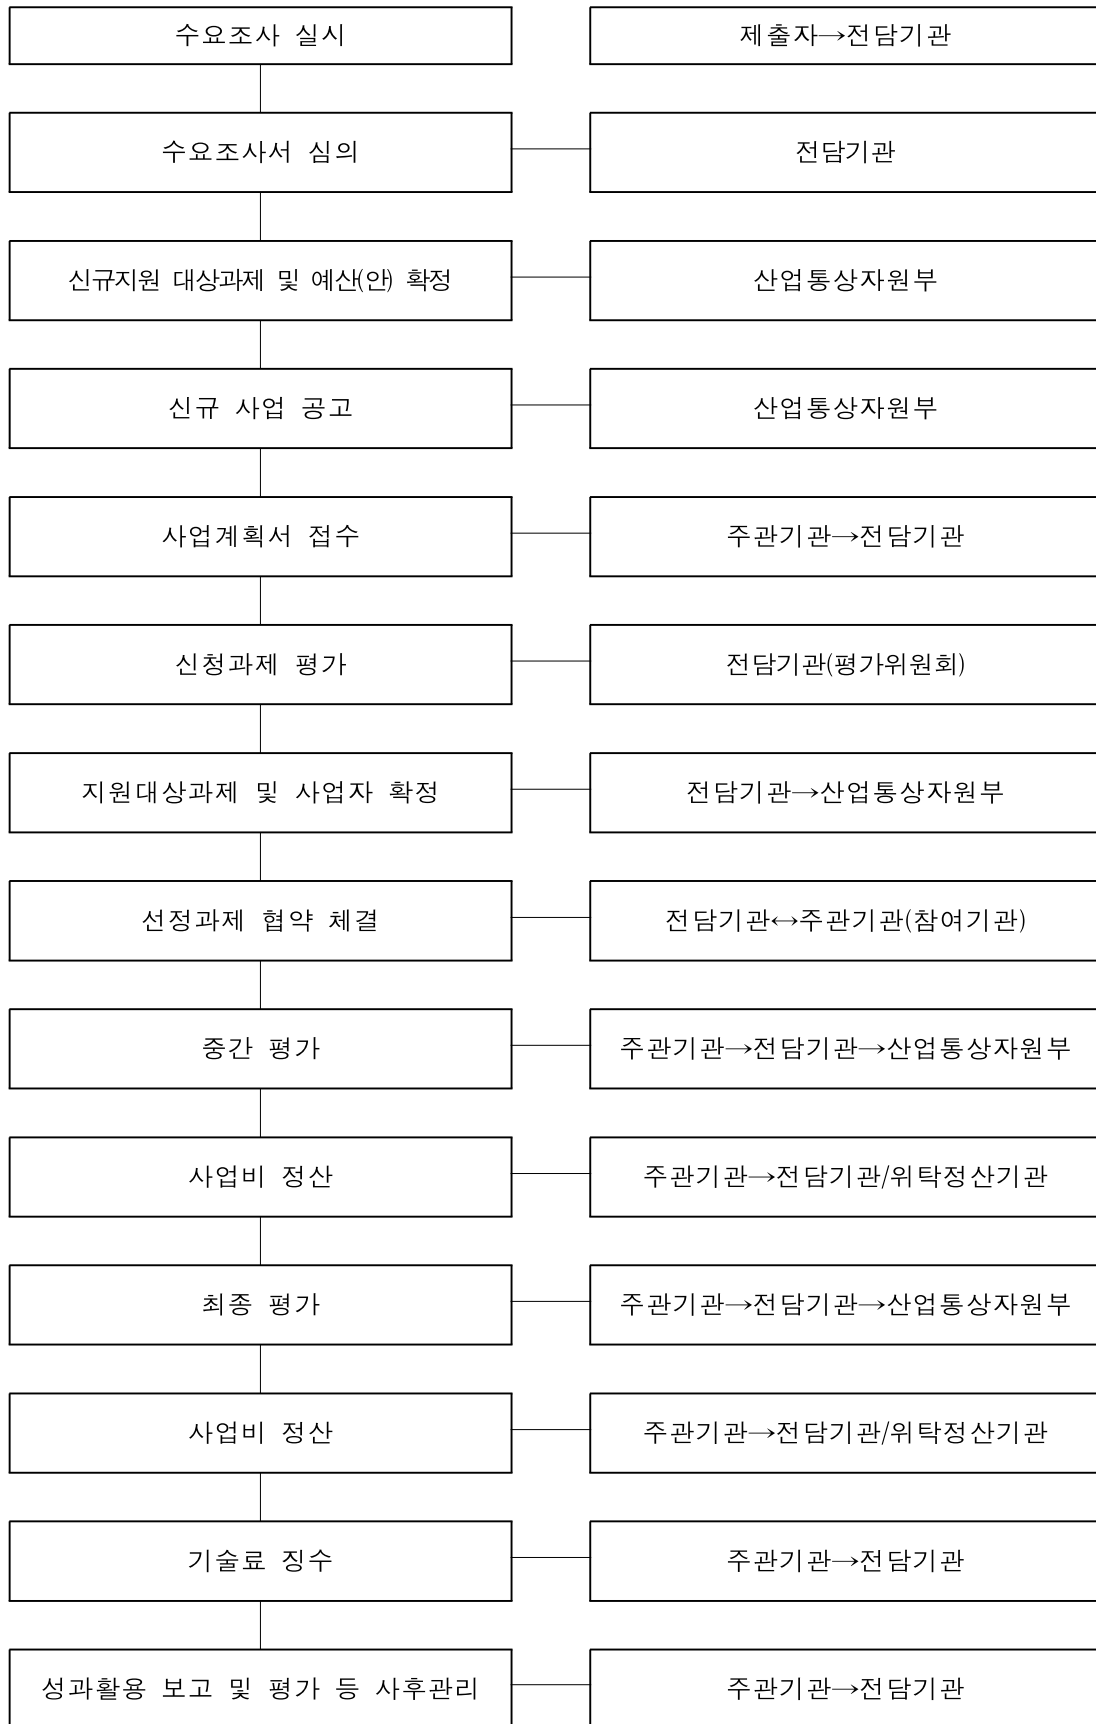 수요조사 실시
제출자→전담기관
수요조사서 심의
전담기관
신규지원 대상과제 및 예산(안) 확정
산업통상자원부
신규 사업 공고
산업통상자원부
사업계획서 접수
주관기관→전담기관
신청과제 평가
전담기관(평가위원회)
지원대상과제 및 사업자 확정
전담기관→산업통상자원부
선정과제 협약 체결
전담기관↔주관기관(참여기관)
중간 평가
주관기관→전담기관→산업통상자원부
사업비 정산
주관기관→전담기관/위탁정산기관
최종 평가
주관기관→전담기관→산업통상자원부
사업비 정산
주관기관→전담기관/위탁정산기관
기술료 징수
주관기관→전담기관
성과활용 보고 및 평가 등 사후관리
주관기관→전담기관